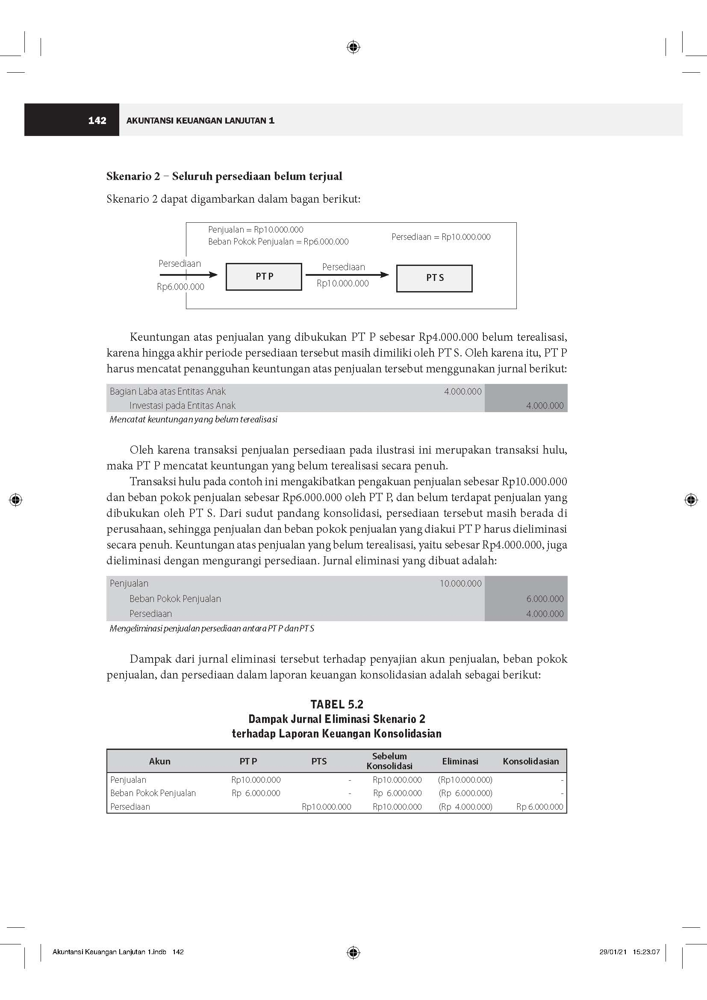 142 AKUNTANSI KEUANGAN LANJUTAN 1
Skenario 2 – Seluruh persediaan belum terjual
Skenario 2 dapat digambarkan dalam bagan berikut:
Penjualan = Rp10.000.000
Beban Pokok Penjualan = Rp6.000.000
Persediaan = Rp10.000.000
Persediaan
Rp6.000.000
PT P
Persediaan
Rp10.000.000
PT S
Keuntungan atas penjualan yang dibukukan PT P sebesar Rp4.000.000 belum terealisasi,
karena hingga akhir periode persediaan tersebut masih dimiliki oleh PT S. Oleh karena itu, PT P
harus mencatat penangguhan keuntungan atas penjualan tersebut menggunakan jurnal berikut:
Bagian Laba atas Entitas Anak 4.000.000
Investasi pada Entitas Anak 4.000.000
Mencatat keuntungan yang belum terealisasi
Oleh karena transaksi penjualan persediaan pada ilustrasi ini merupakan transaksi hulu,
maka PT P mencatat keuntungan yang belum terealisasi secara penuh.
Transaksi hulu pada contoh ini mengakibatkan pengakuan penjualan sebesar Rp10.000.000
dan beban pokok penjualan sebesar Rp6.000.000 oleh PT P, dan belum terdapat penjualan yang
dibukukan oleh PT S. Dari sudut pandang konsolidasi, persediaan tersebut masih berada di
perusahaan, sehingga penjualan dan beban pokok penjualan yang diakui PT P harus dieliminasi
secara penuh. Keuntungan atas penjualan yang belum terealisasi, yaitu sebesar Rp4.000.000, juga
dieliminasi dengan mengurangi persediaan. Jurnal eliminasi yang dibuat adalah:
Penjualan 10.000.000
Beban Pokok Penjualan 6.000.000
Persediaan 4.000.000
Mengeliminasi penjualan persediaan antara PT P dan PT S
Dampak dari jurnal eliminasi tersebut terhadap penyajian akun penjualan, beban pokok
penjualan, dan persediaan dalam laporan keuangan konsolidasian adalah sebagai berikut:
TABEL 5.2
Dampak Jurnal Eliminasi Skenario 2
terhadap Laporan Keuangan Konsolidasian
Akun PT P PTS Sebelum Konsolidasi Eliminasi Konsolidasian
Penjualan Rp10.000.000 - Rp10.000.000 (Rp10.000.000) -
Beban Pokok Penjualan Rp 6.000.000 - Rp 6.000.000 (Rp 6.000.000) -
Persediaan Rp10.000.000 Rp10.000.000 (Rp 4.000.000) Rp 6.000.000
Akuntansi Keuangan Lanjutan 1.indb 142 29/01/21 15:23:07